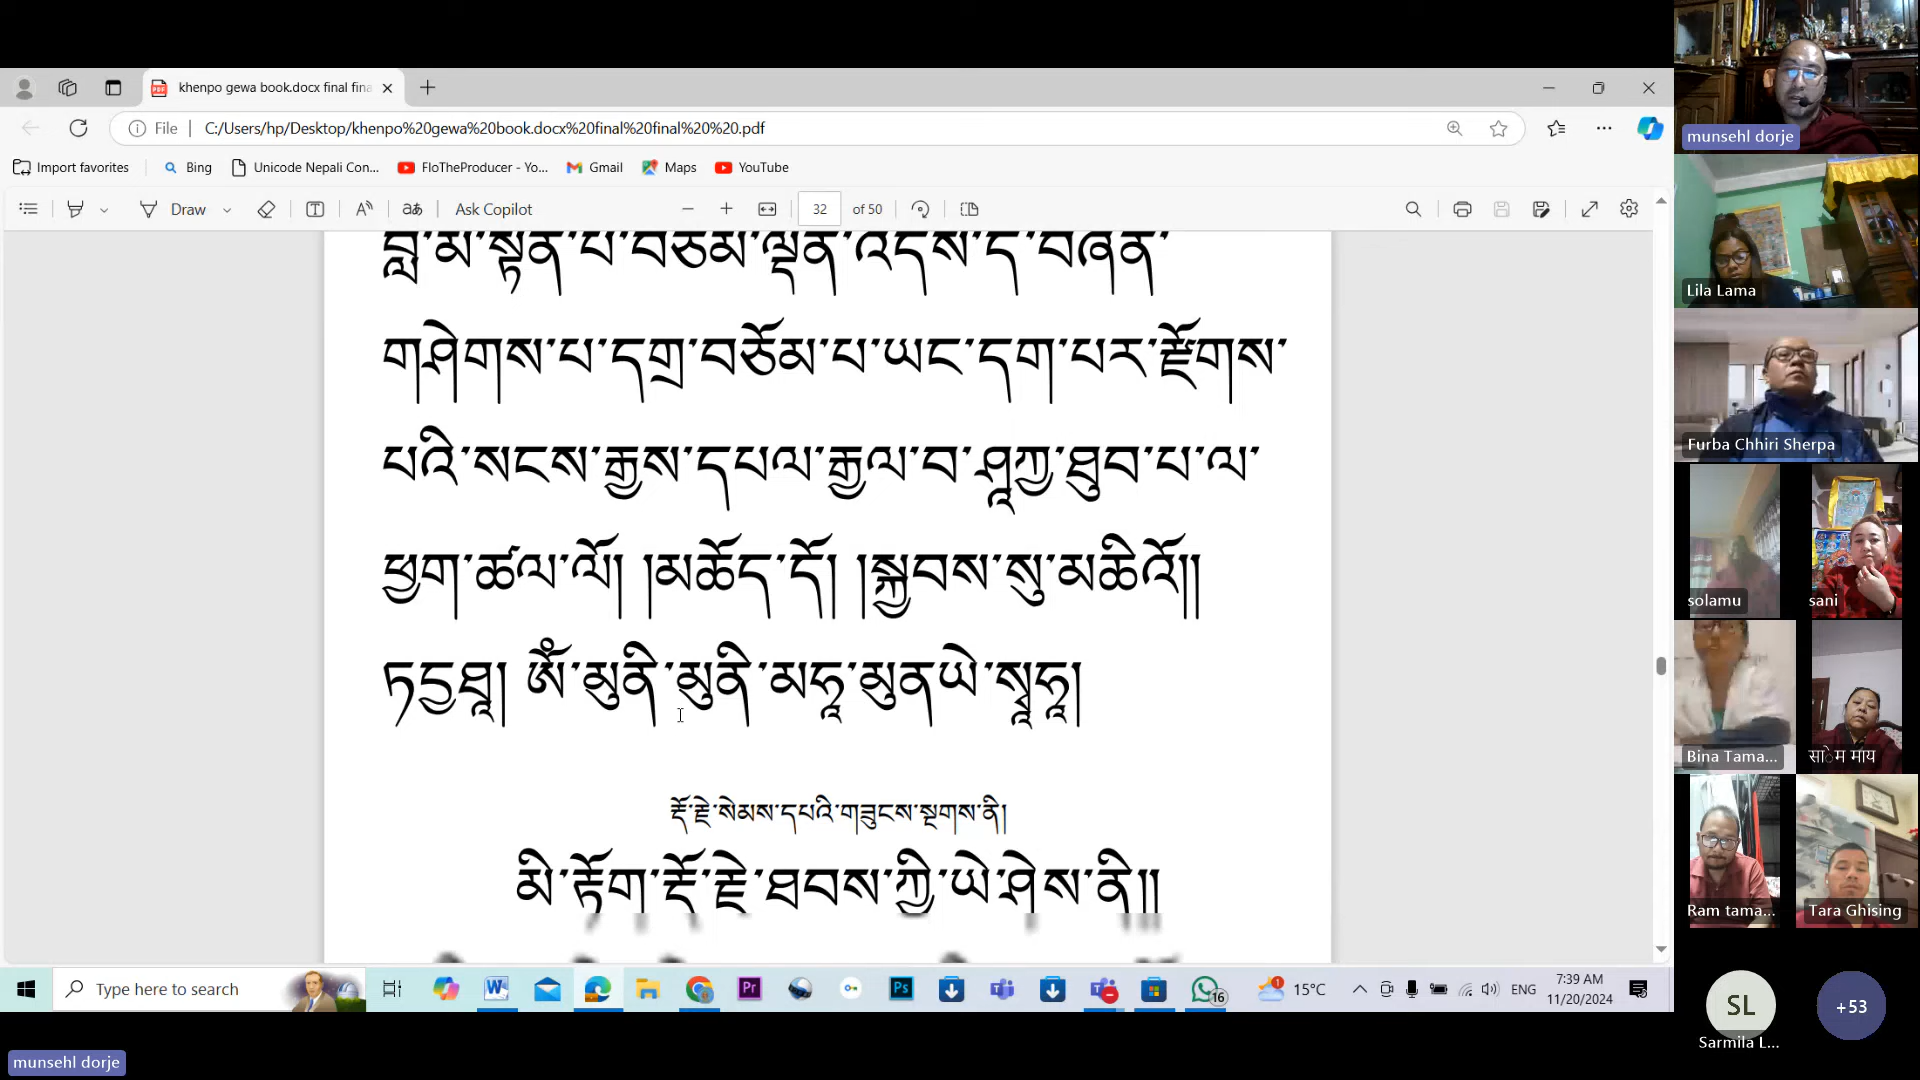 khenpo gewa book.docx final fina
File
C:/Users/hp/Desktop/khenpo%20gewa%20book.docx%20final%20final%20%20.pdf
Import favorites
Bing
Unicode Nepali Con...
FloTheProducer - Yo...
Gmail
Maps
YouTube
Draw
Ask Copilot
32 of 50
བླ་མ་སྟོན་པ་བཅོམ་ལྡན་འདས་དེ་བཞིན་
གཤེགས་པ་དགྲ་བཅོམ་པ་ཡང་དག་པར་རྫོགས་
པའི་སངས་རྒྱས་དཔལ་རྒྱལ་བ་ཤཱཀྱ་ཐུབ་པ་ལ་
ཕྱག་ཚལ་ལོ། །མཆོད་དོ། །སྐྱབས་སུ་མཆིའོ།།
ཏདྱཐཱ། ཨོཾ་མུནི་མུནི་མཧཱ་མུནཡེ་སྭཱཧཱ།
རྡོ་རྗེ་སེམས་དཔའི་གཟུངས་སྔགས་ནི།
མི་རྟོག་རྡོ་རྗེ་ཐབས་ཀྱི་ཡེ་ཤེས་ནི༎
Type here to search
16
1
15°C
ENG
7:39 AM
11/20/2024
munsehl dorje
Lila Lama
Furba Chhiri Sherpa
solamu
sani
Bina Tama...
साेम माय
Ram tama...
Tara Ghising
SL
Sarmila L...
+53
munsehl dorje